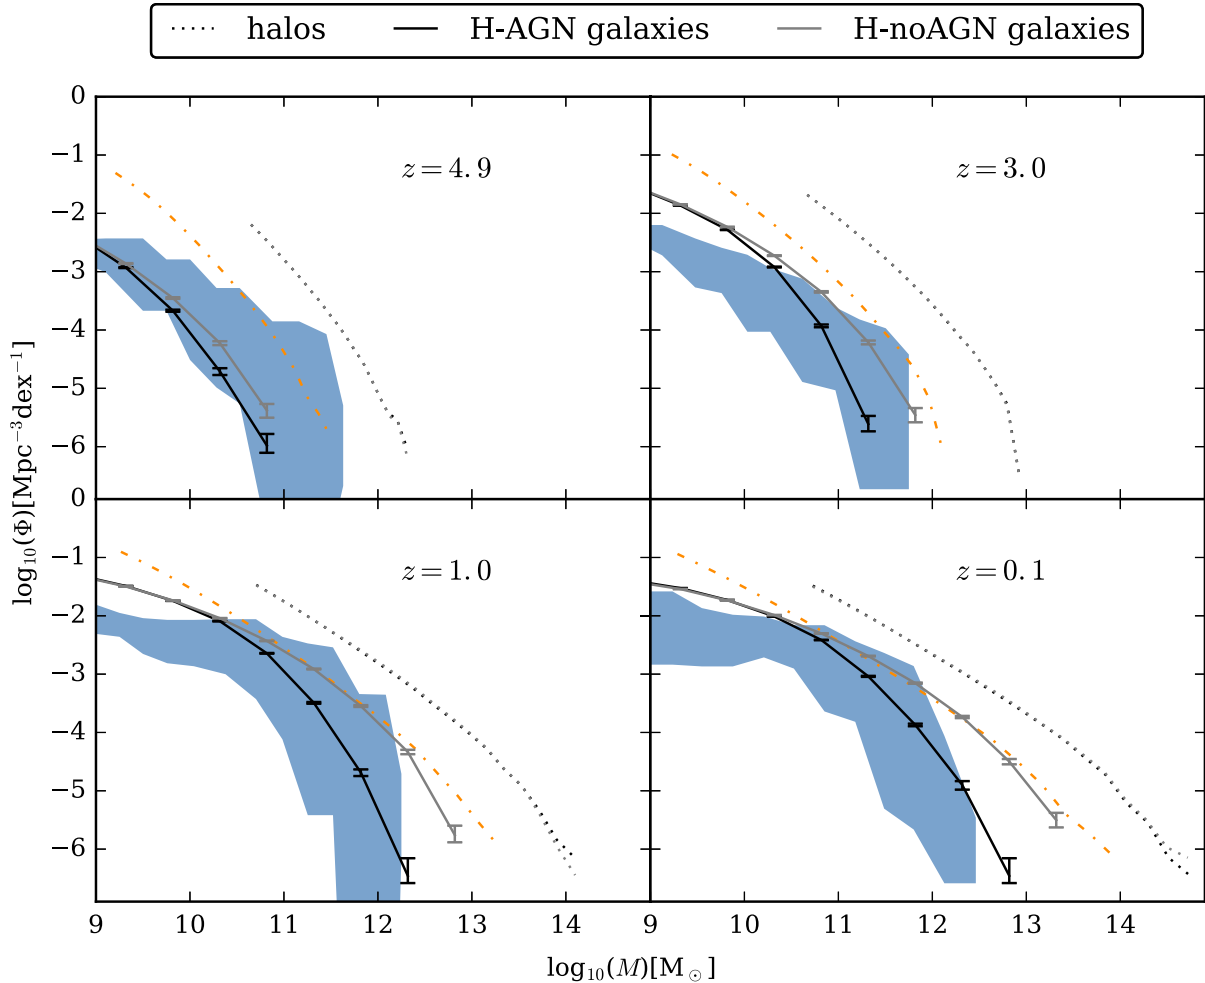 halos H-AGN galaxies H-noAGN galaxies
0
−1
−2
−3
−4
−5
−6
z = 4.9
z = 3.0
0
−1
−2
−3
−4
−5
−6
z = 1.0
z = 0.1
9 10 11 12 13 14
9 10 11 12 13 14
log₁₀(Φ)[Mpc⁻³dex⁻¹]
log₁₀(M)[M⊙]